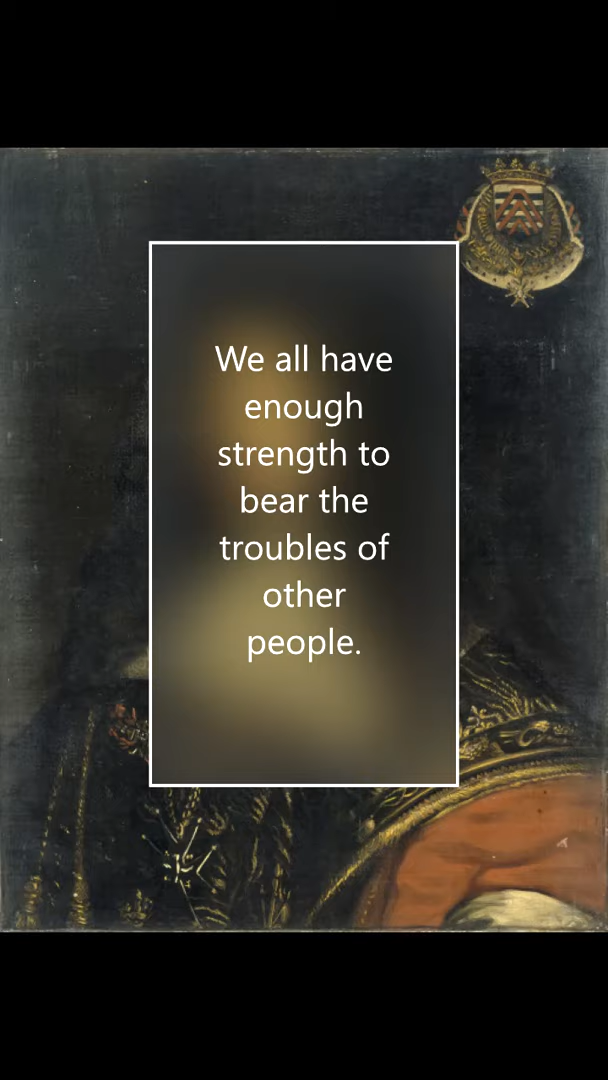 We all have
enough
strength to
bear the
troubles of
other
people.